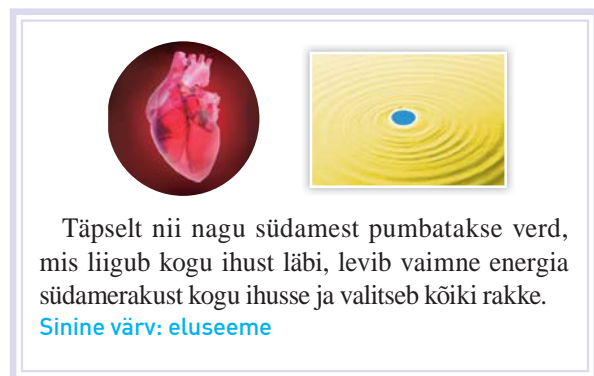 Täpselt nii nagu südamest pumbatakse verd,
mis liigub kogu ihust läbi, levib vaimne energia
südamerakust kogu ihusse ja valitseb kõiki rakke.
Sinine värv: eluseeme